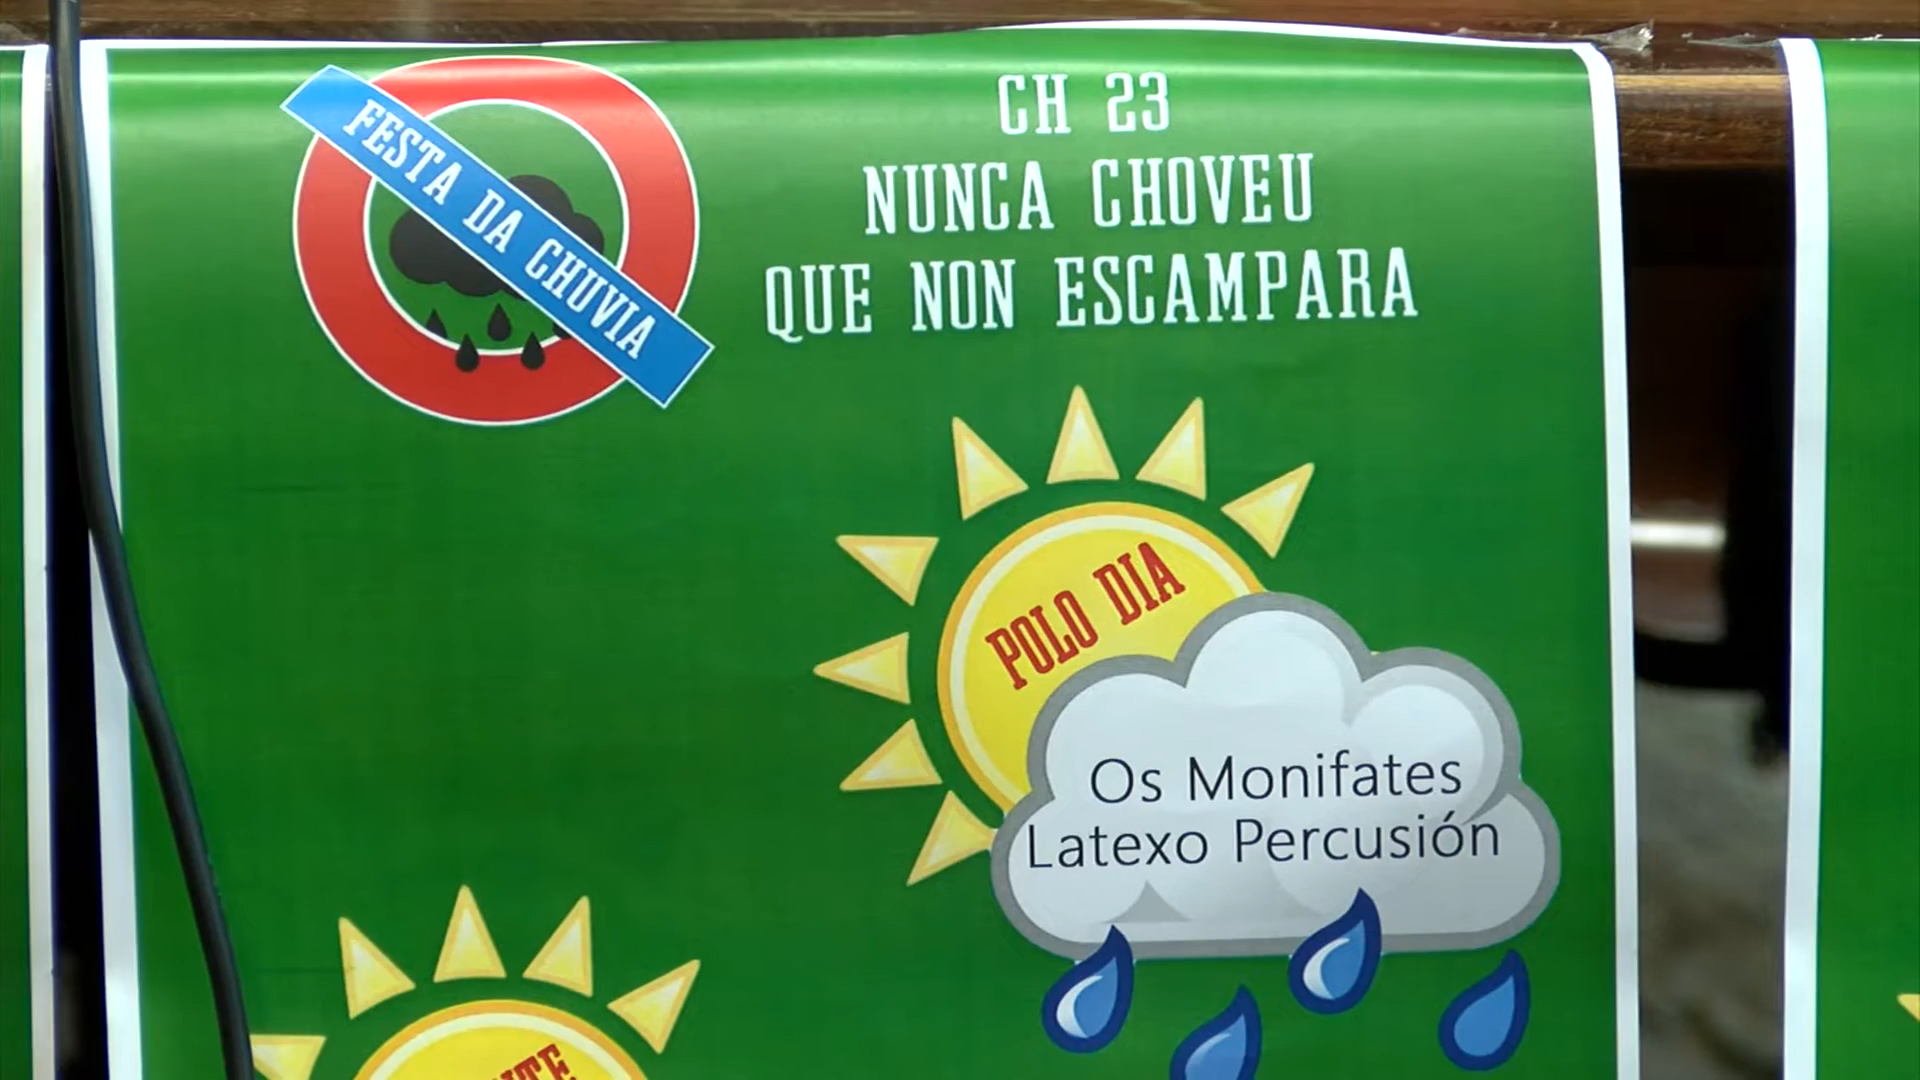 FESTA DA CHUVIA
CH 23
NUNCA CHOVEU
QUE NON ESCAMPARA
POLO DIA
Os Monifates
Latexo Percusión